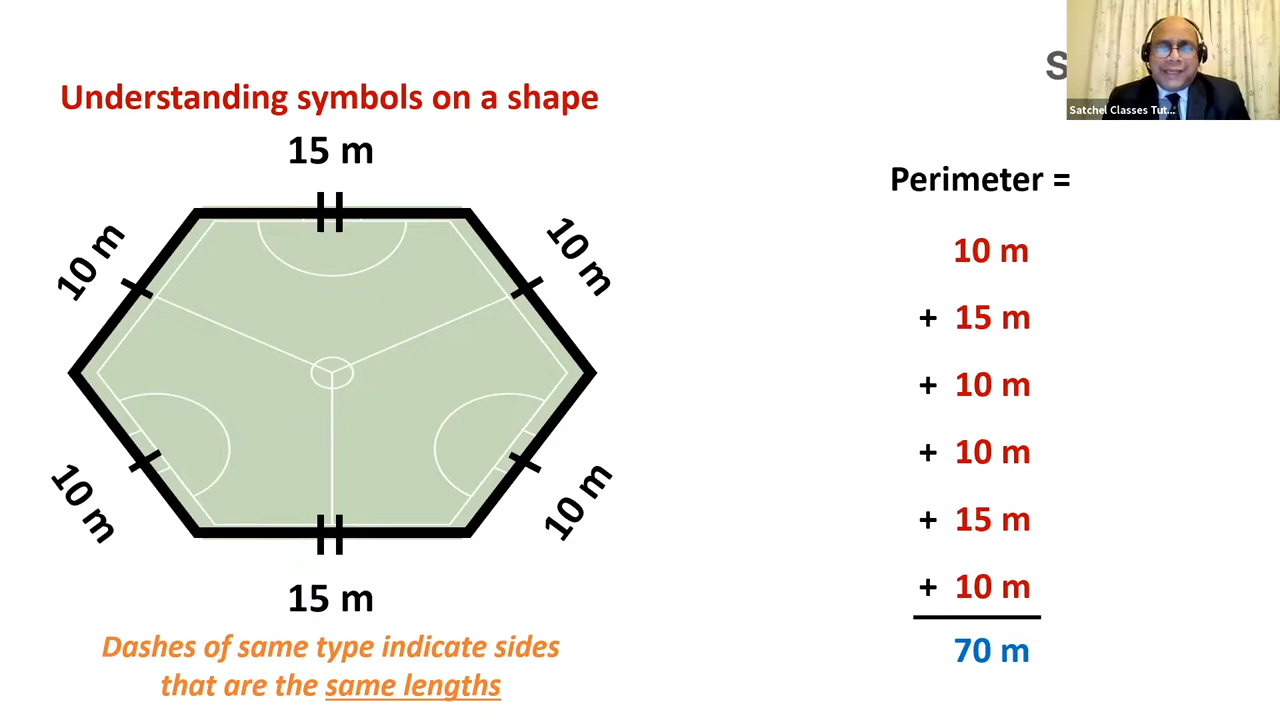 Understanding symbols on a shape
15 m
10 m
10 m
10 m
10 m
15 m
Dashes of same type indicate sides
that are the same lengths
S
Satchel Classes Tut...
Perimeter =
10 m
+ 15 m
+ 10 m
+ 10 m
+ 15 m
+ 10 m
70 m